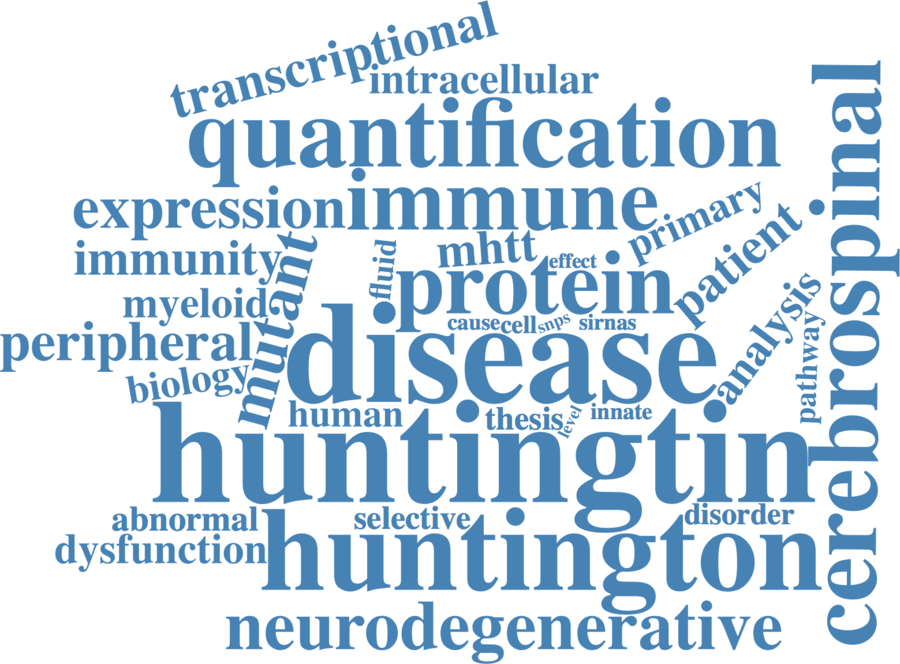 transcriptional
intracellular
quantification
expression
immune
primary
cerebrospinal
immunity
mutant
fluid
mhtt
effect
patient
myeloid
protein
peripheral
cause
cell
snps
sirnas
analysis
pathway
biology
disease
human
thesis
level
innate
huntingtin
abnormal
selective
disorder
dysfunction
huntington
neurodegenerative